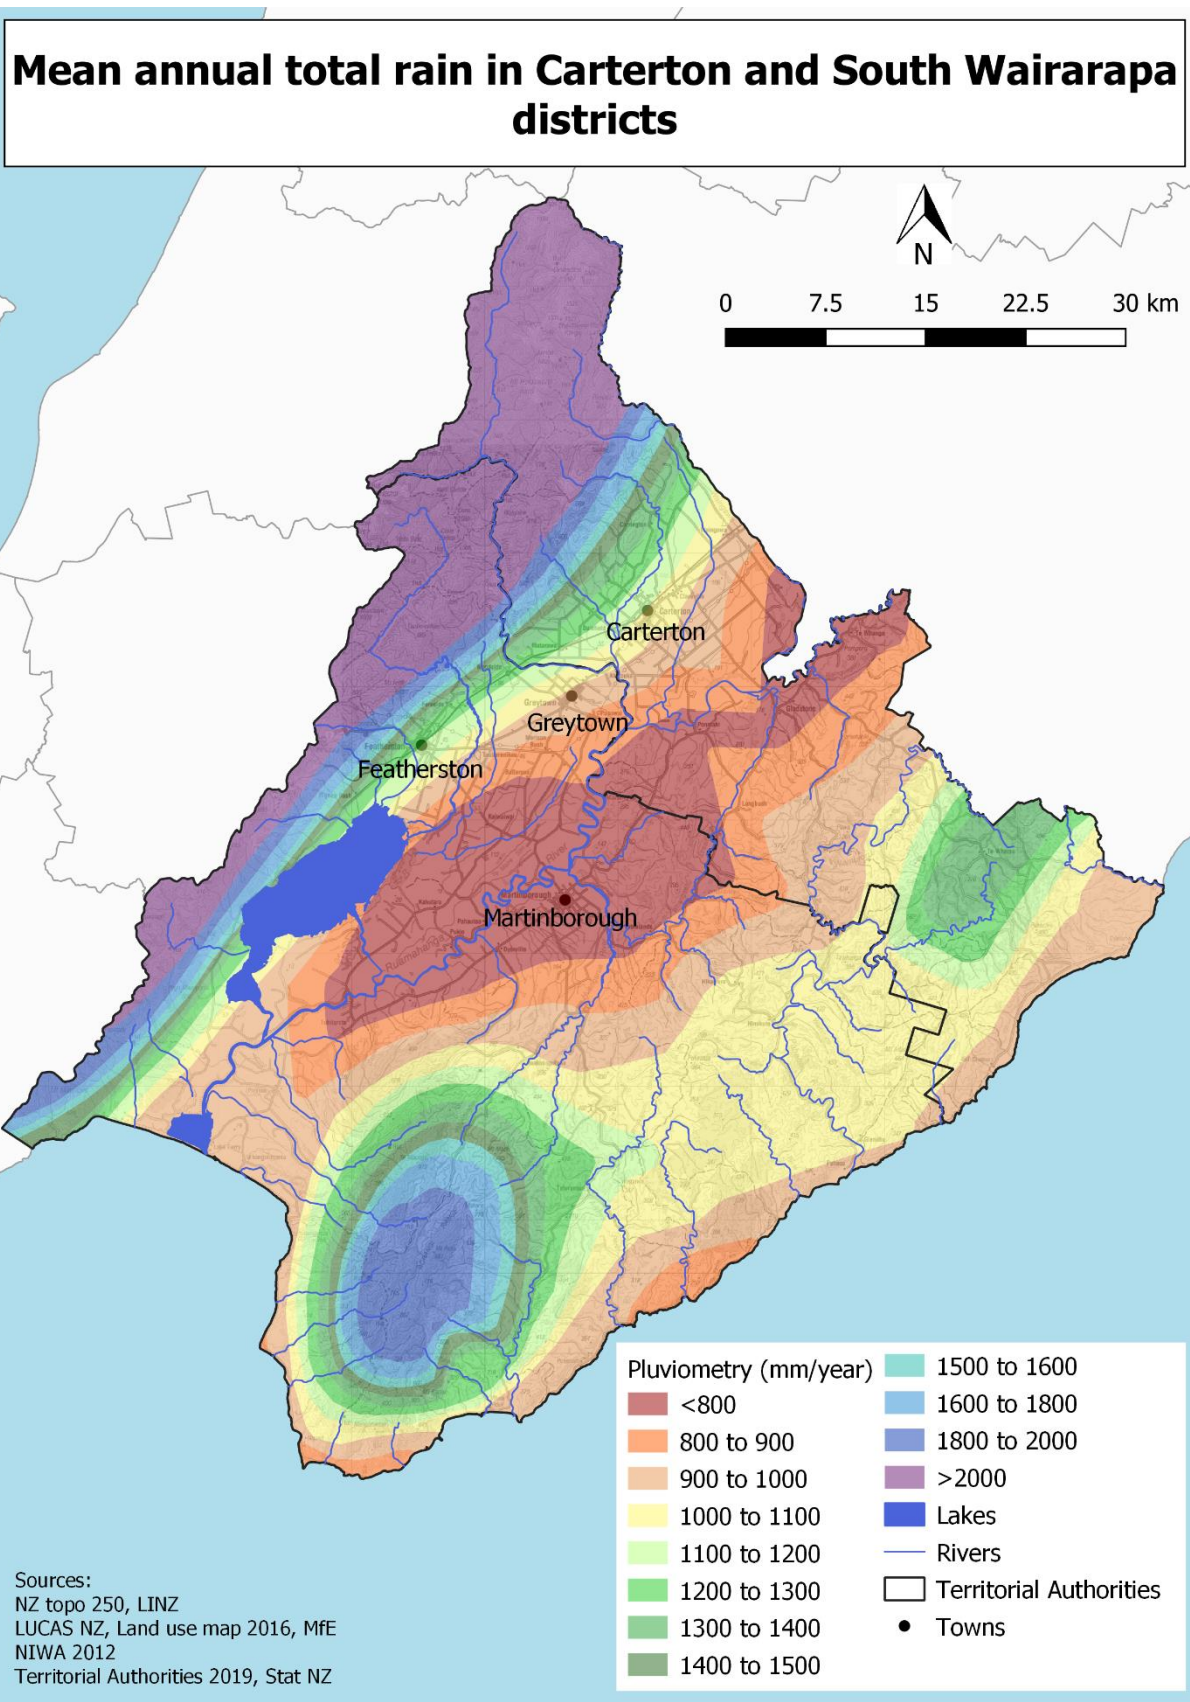 Mean annual total rain in Carterton and South Wairarapa
districts
N
0 7.5 15 22.5 30 km
Carterton
Greytown
Featherston
Martinborough
Pluviometry (mm/year)
<800
800 to 900
900 to 1000
1000 to 1100
1100 to 1200
1200 to 1300
1300 to 1400
1400 to 1500
1500 to 1600
1600 to 1800
1800 to 2000
>2000
Lakes
Rivers
Territorial Authorities
Towns
Sources:
NZ topo 250, LINZ
LUCAS NZ, Land use map 2016, MfE
NIWA 2012
Territorial Authorities 2019, Stat NZ